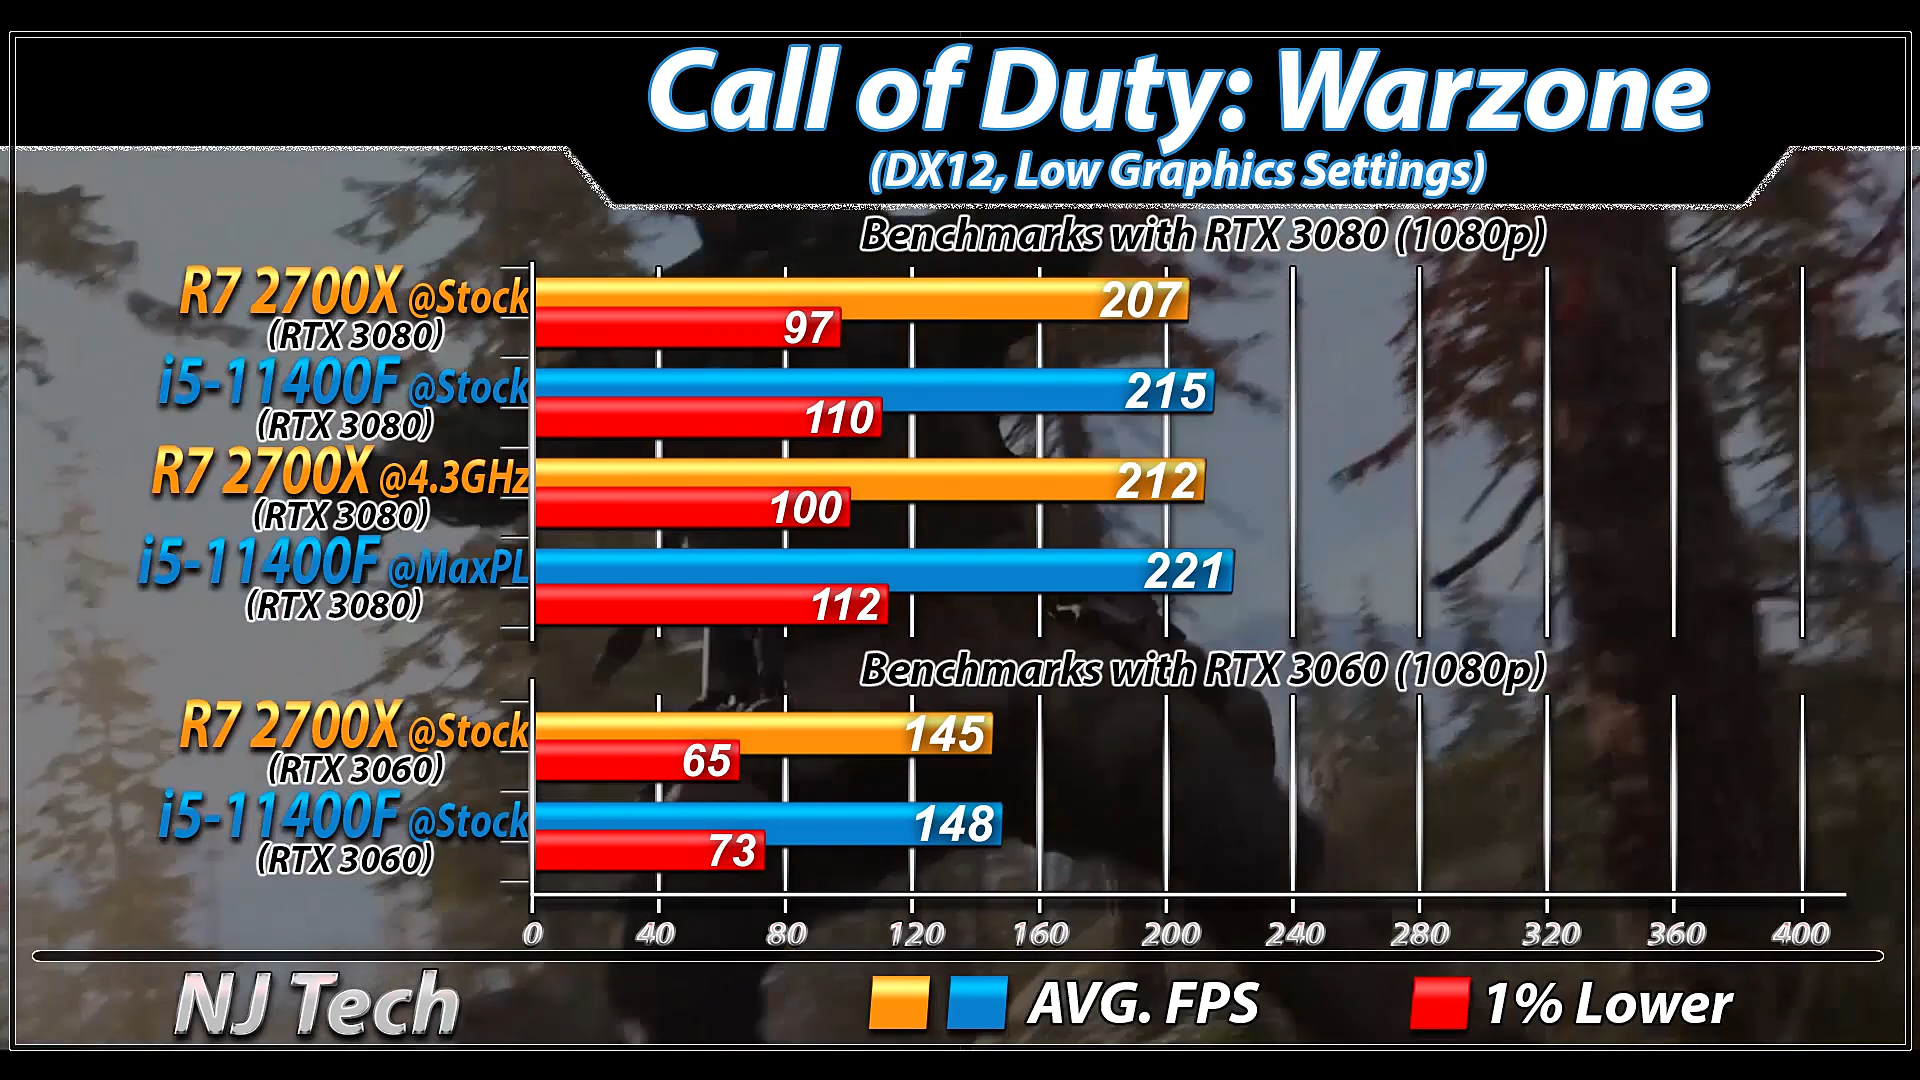 Call of Duty: Warzone
(DX12, Low Graphics Settings)
Benchmarks with RTX 3080 (1080p)
R7 2700X @Stock
(RTX 3080)
207
97
i5-11400F @Stock
(RTX 3080)
215
110
R7 2700X @4.3GHz
(RTX 3080)
212
100
i5-11400F @MaxPL
(RTX 3080)
221
112
Benchmarks with RTX 3060 (1080p)
R7 2700X @Stock
(RTX 3060)
145
65
i5-11400F @Stock
(RTX 3060)
148
73
0 40 80 120 160 200 240 280 320 360 400
NJ Tech
AVG. FPS
1% Lower